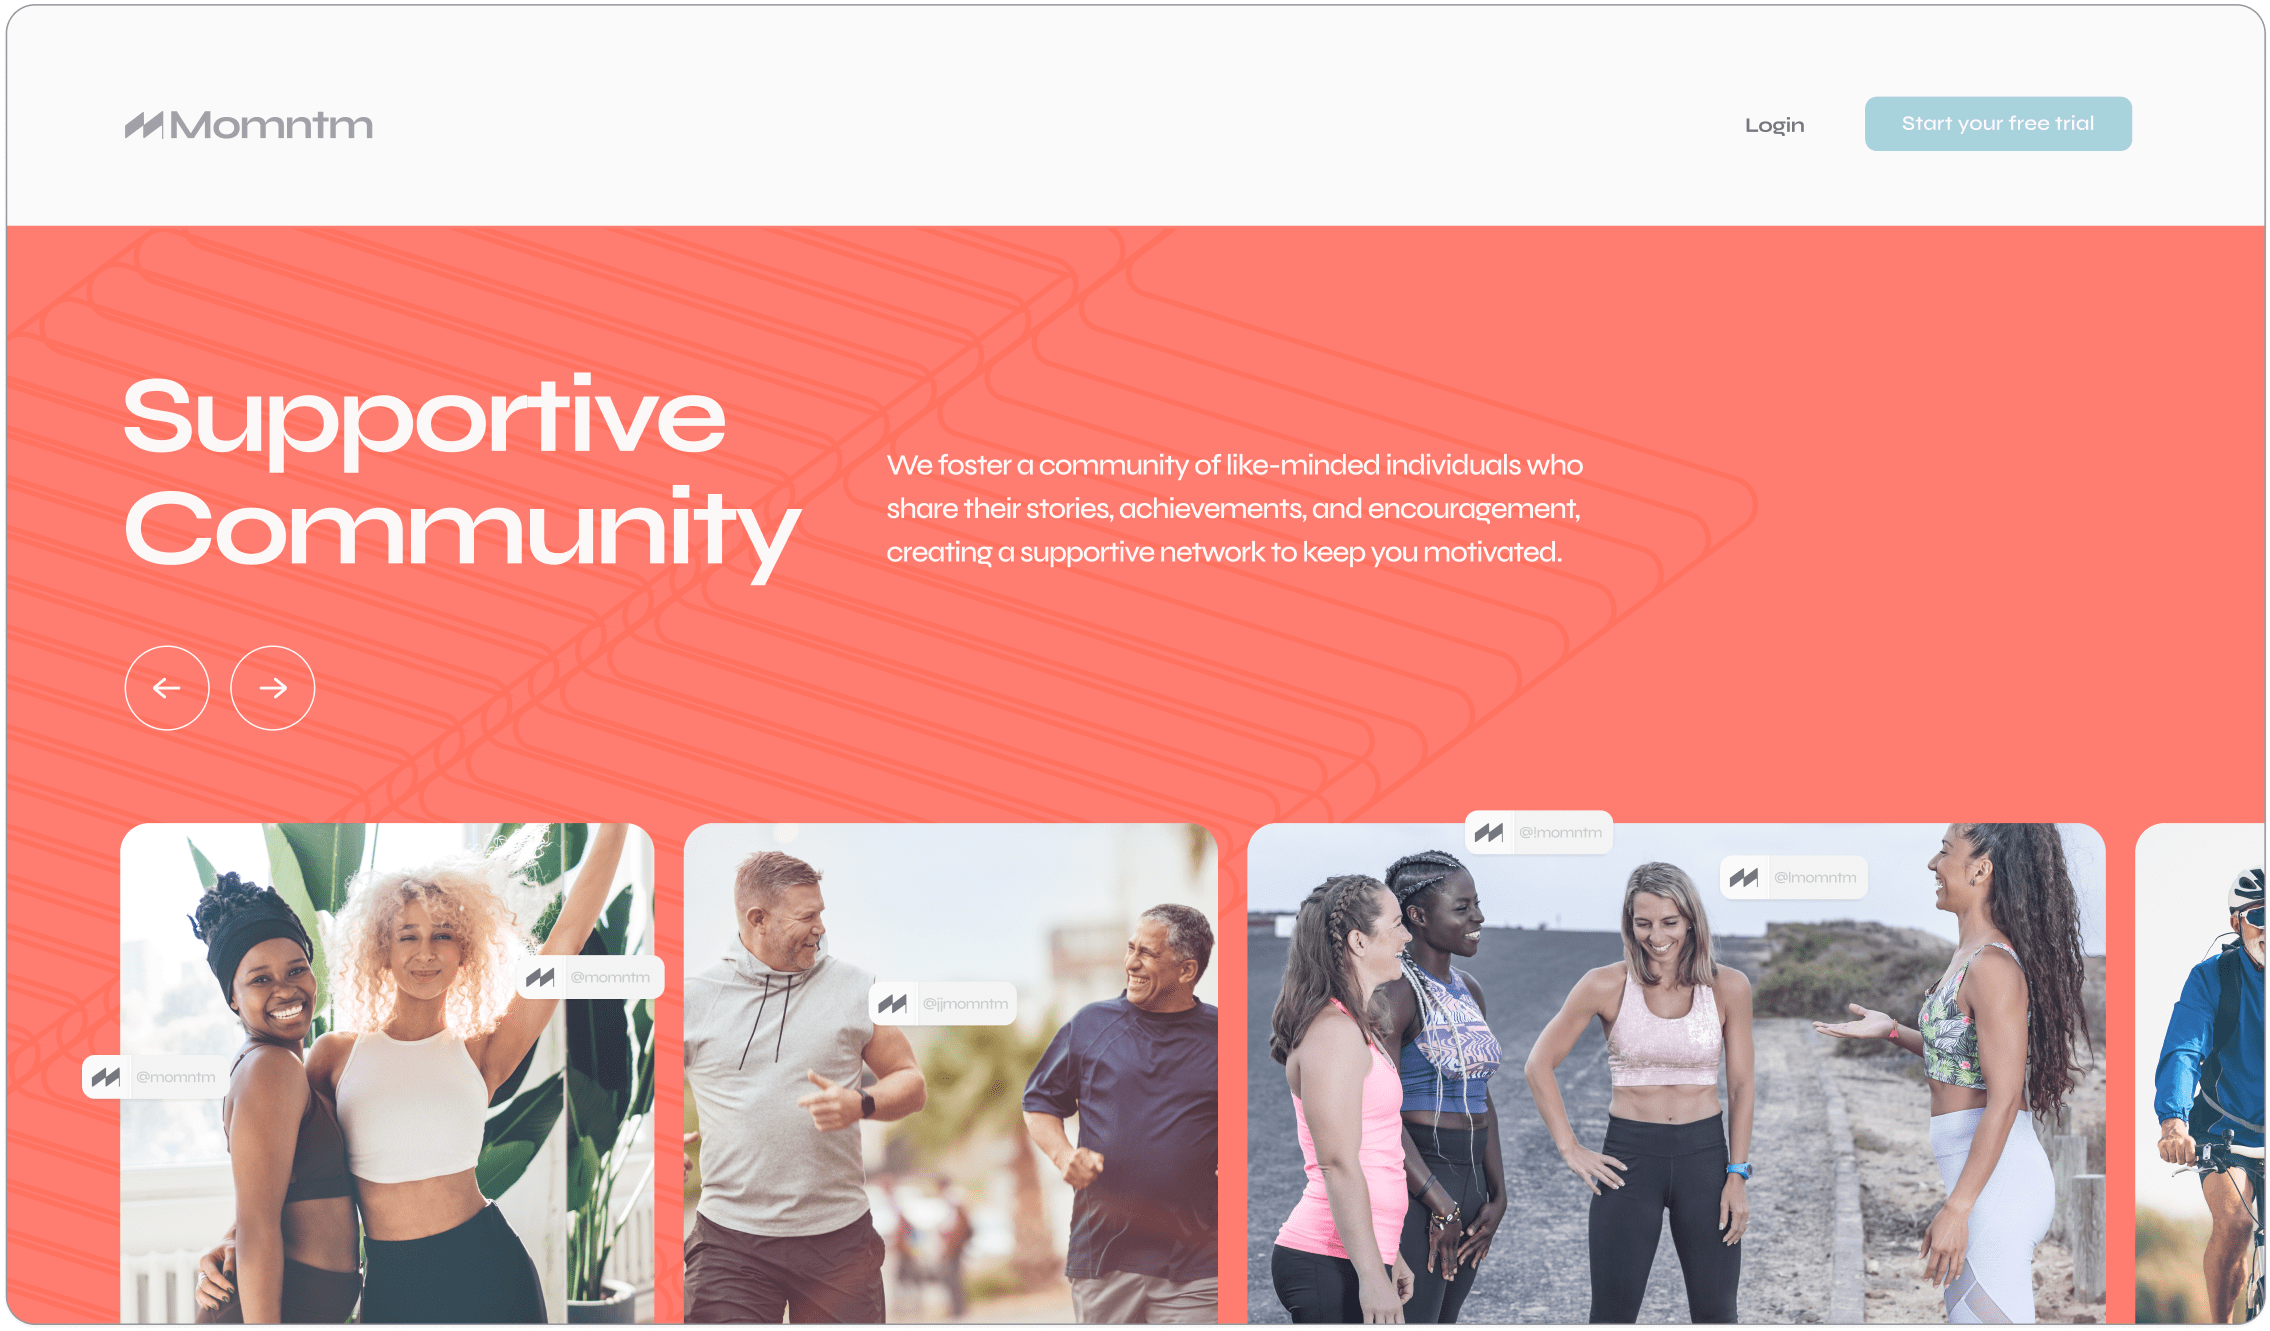 Momntm
Login
Start your free trial
Supportive
Community
We foster a community of like-minded individuals who
share their stories, achievements, and encouragement,
creating a supportive network to keep you motivated.
@!momntm
@lmomntm
@momntm
@jjmomntm
@momntm